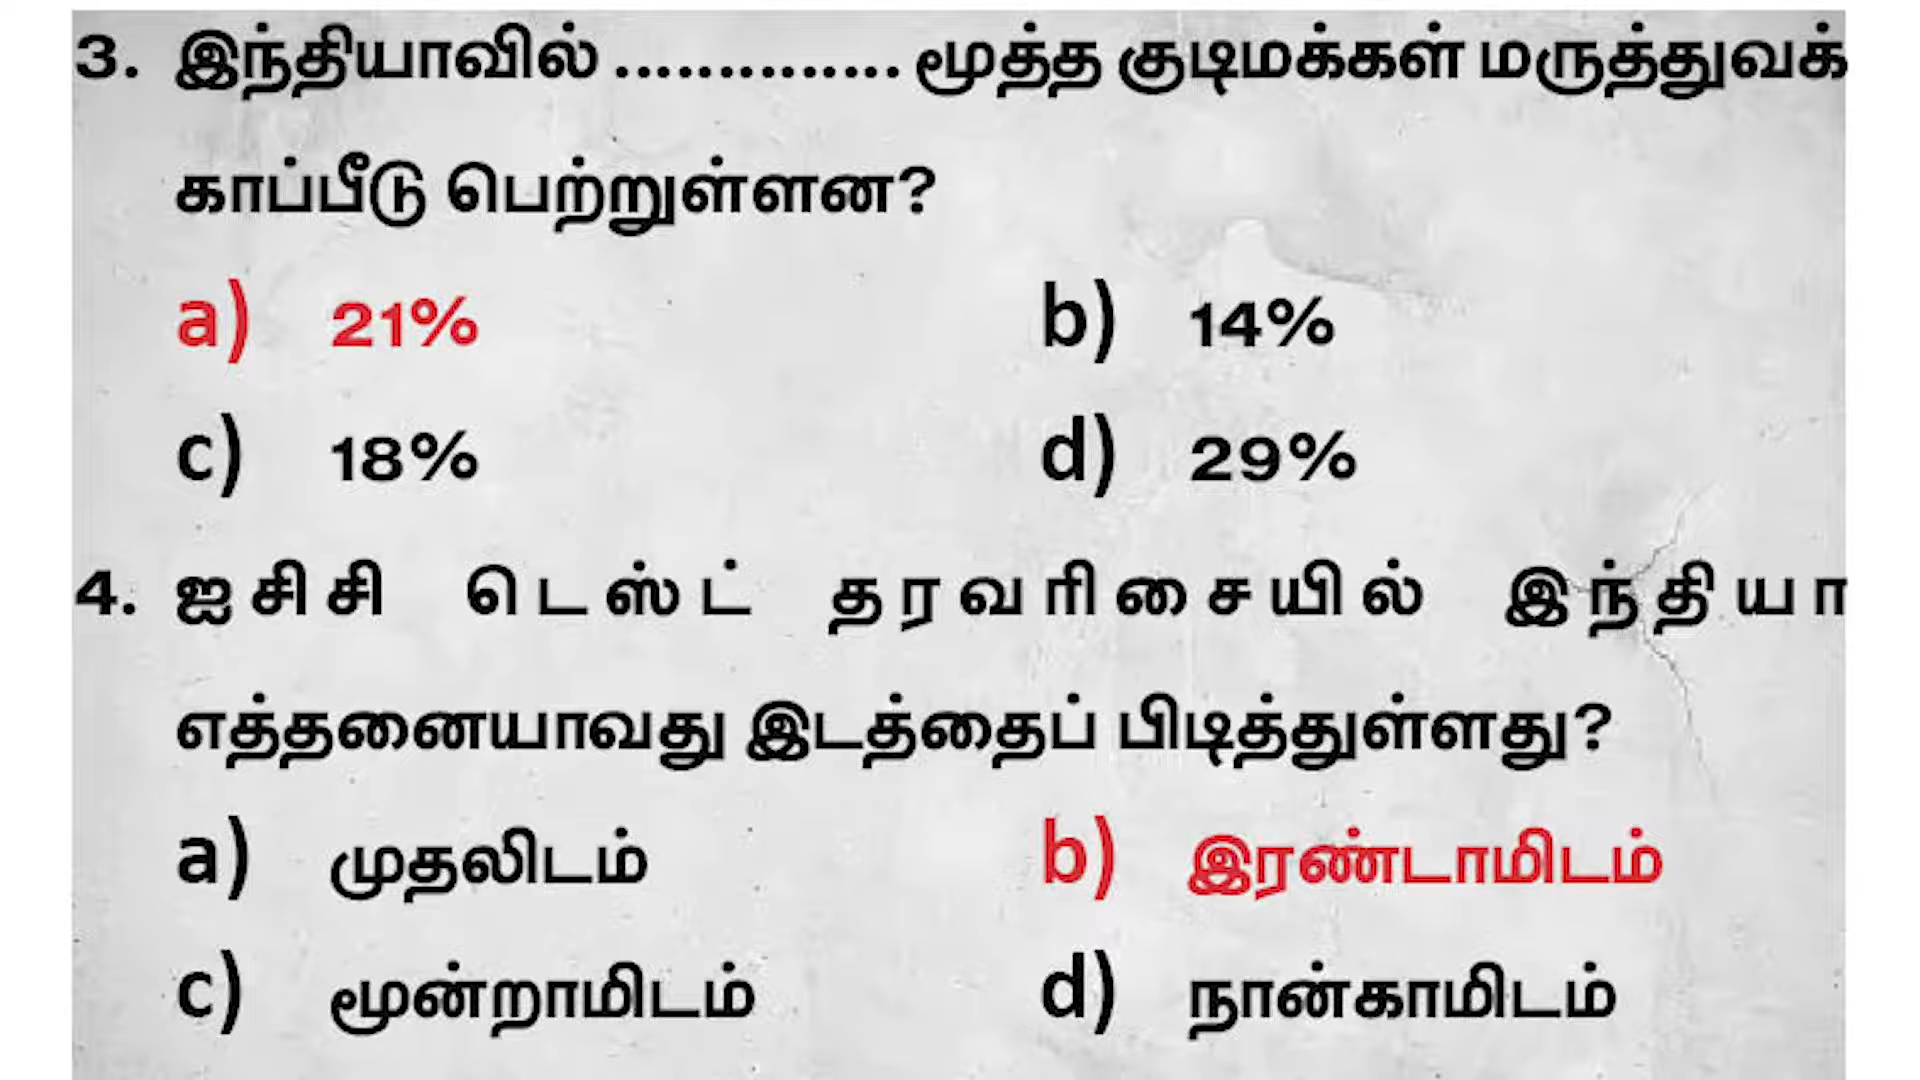 3. இந்தியாவில் .............. மூத்த குடிமக்கள் மருத்துவக்
காப்பீடு பெற்றுள்ளன?
a) 21% b) 14%
c) 18% d) 29%
4. ஐசிசி டெஸ்ட் தரவரிசையில் இந்தியா
எத்தனையாவது இடத்தைப் பிடித்துள்ளது?
a) முதலிடம் b) இரண்டாமிடம்
c) மூன்றாமிடம் d) நான்காமிடம்